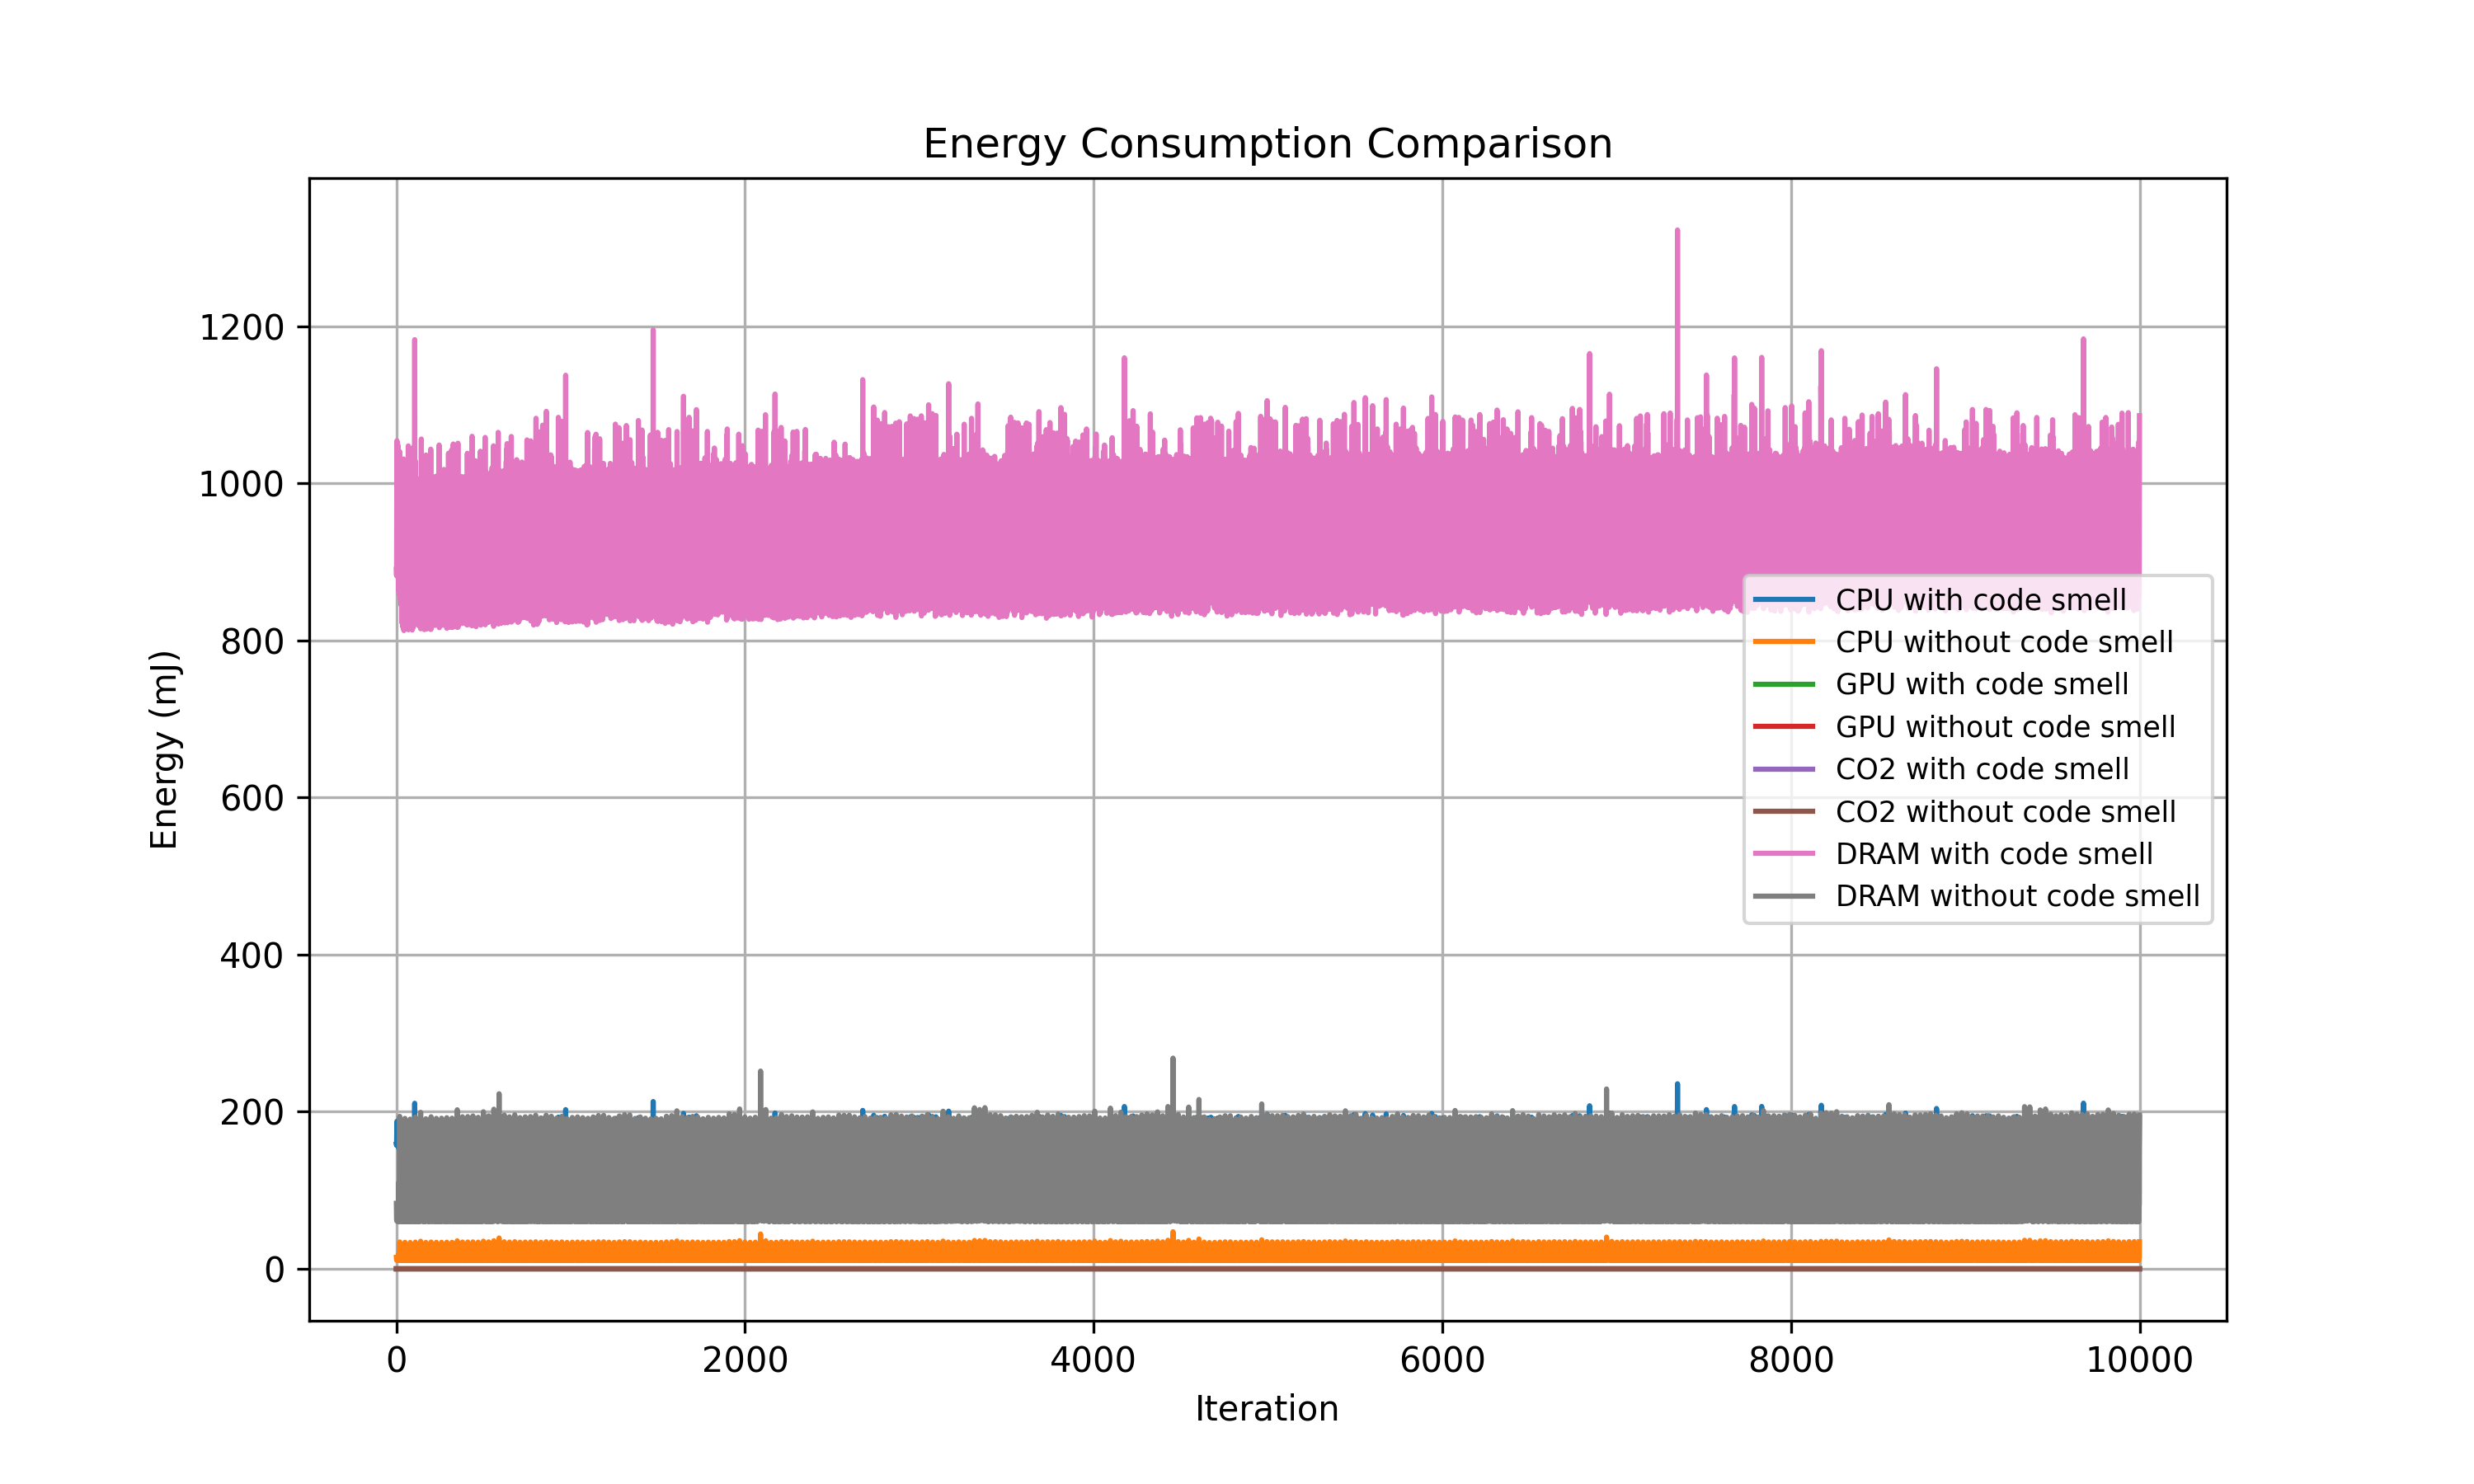 Energy Consumption Comparison
Energy (mJ)
1200
1000
800
600
400
200
0
CPU with code smell
CPU without code smell
GPU with code smell
GPU without code smell
CO2 with code smell
CO2 without code smell
DRAM with code smell
DRAM without code smell
0 2000 4000 6000 8000 10000
Iteration